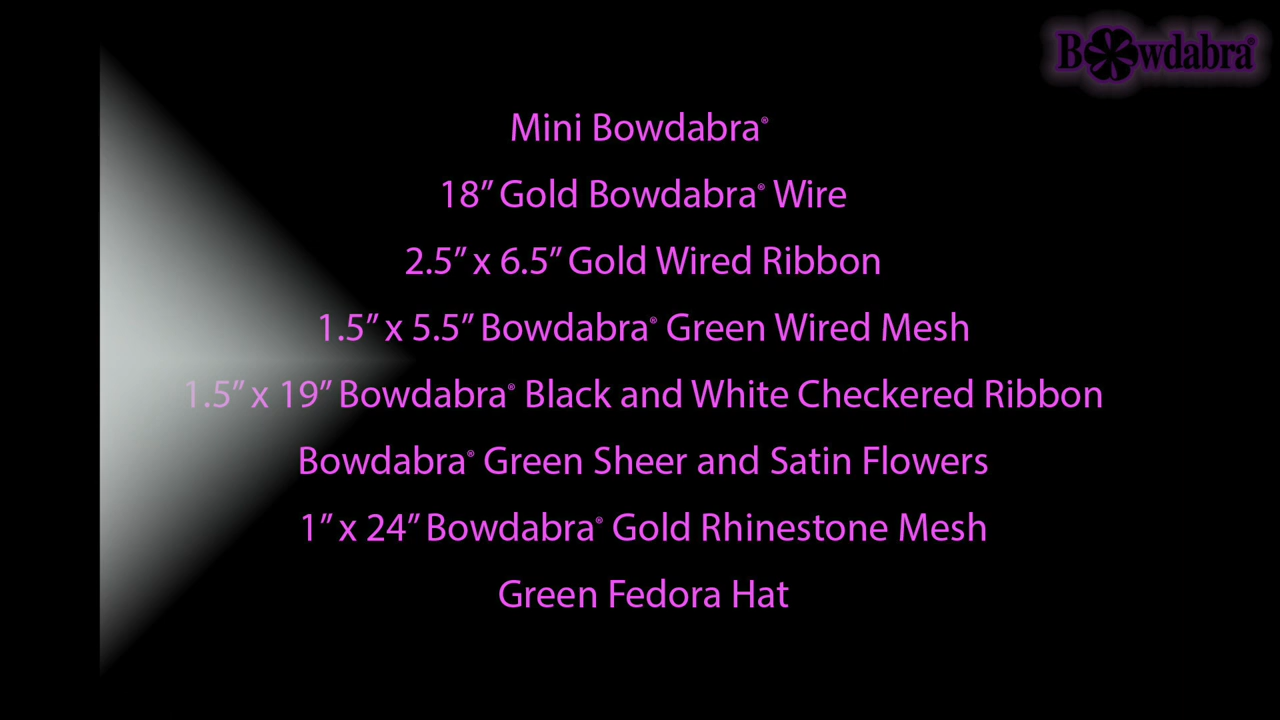 Bowdabra®
Mini Bowdabra®
18” Gold Bowdabra® Wire
2.5” x 6.5” Gold Wired Ribbon
1.5” x 5.5” Bowdabra® Green Wired Mesh
1.5” x 19” Bowdabra® Black and White Checkered Ribbon
Bowdabra® Green Sheer and Satin Flowers
1” x 24” Bowdabra® Gold Rhinestone Mesh
Green Fedora Hat